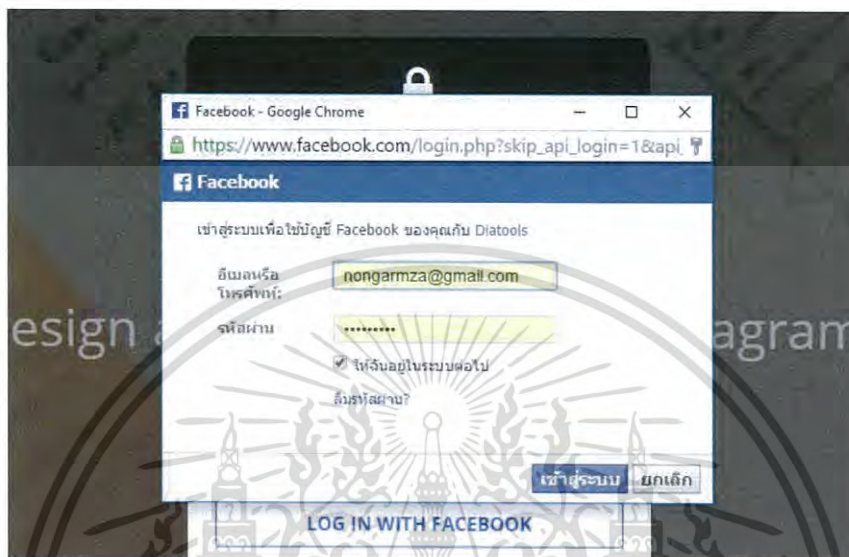 Facebook - Google Chrome
https://www.facebook.com/login.php?skip_api_login=1&api_
Facebook
เข้าสู่ระบบเพื่อใช้บัญชี Facebook ของคุณกับ Diatools
อีเมลหรือ
โทรศัพท์:
nongarmza@gmail.com
esign
agram
รหัสผ่าน
•••••••••
ให้ฉันอยู่ในระบบต่อไป
ลืมรหัสผ่าน?
เข้าสู่ระบบ ยกเลิก
LOG IN WITH FACEBOOK